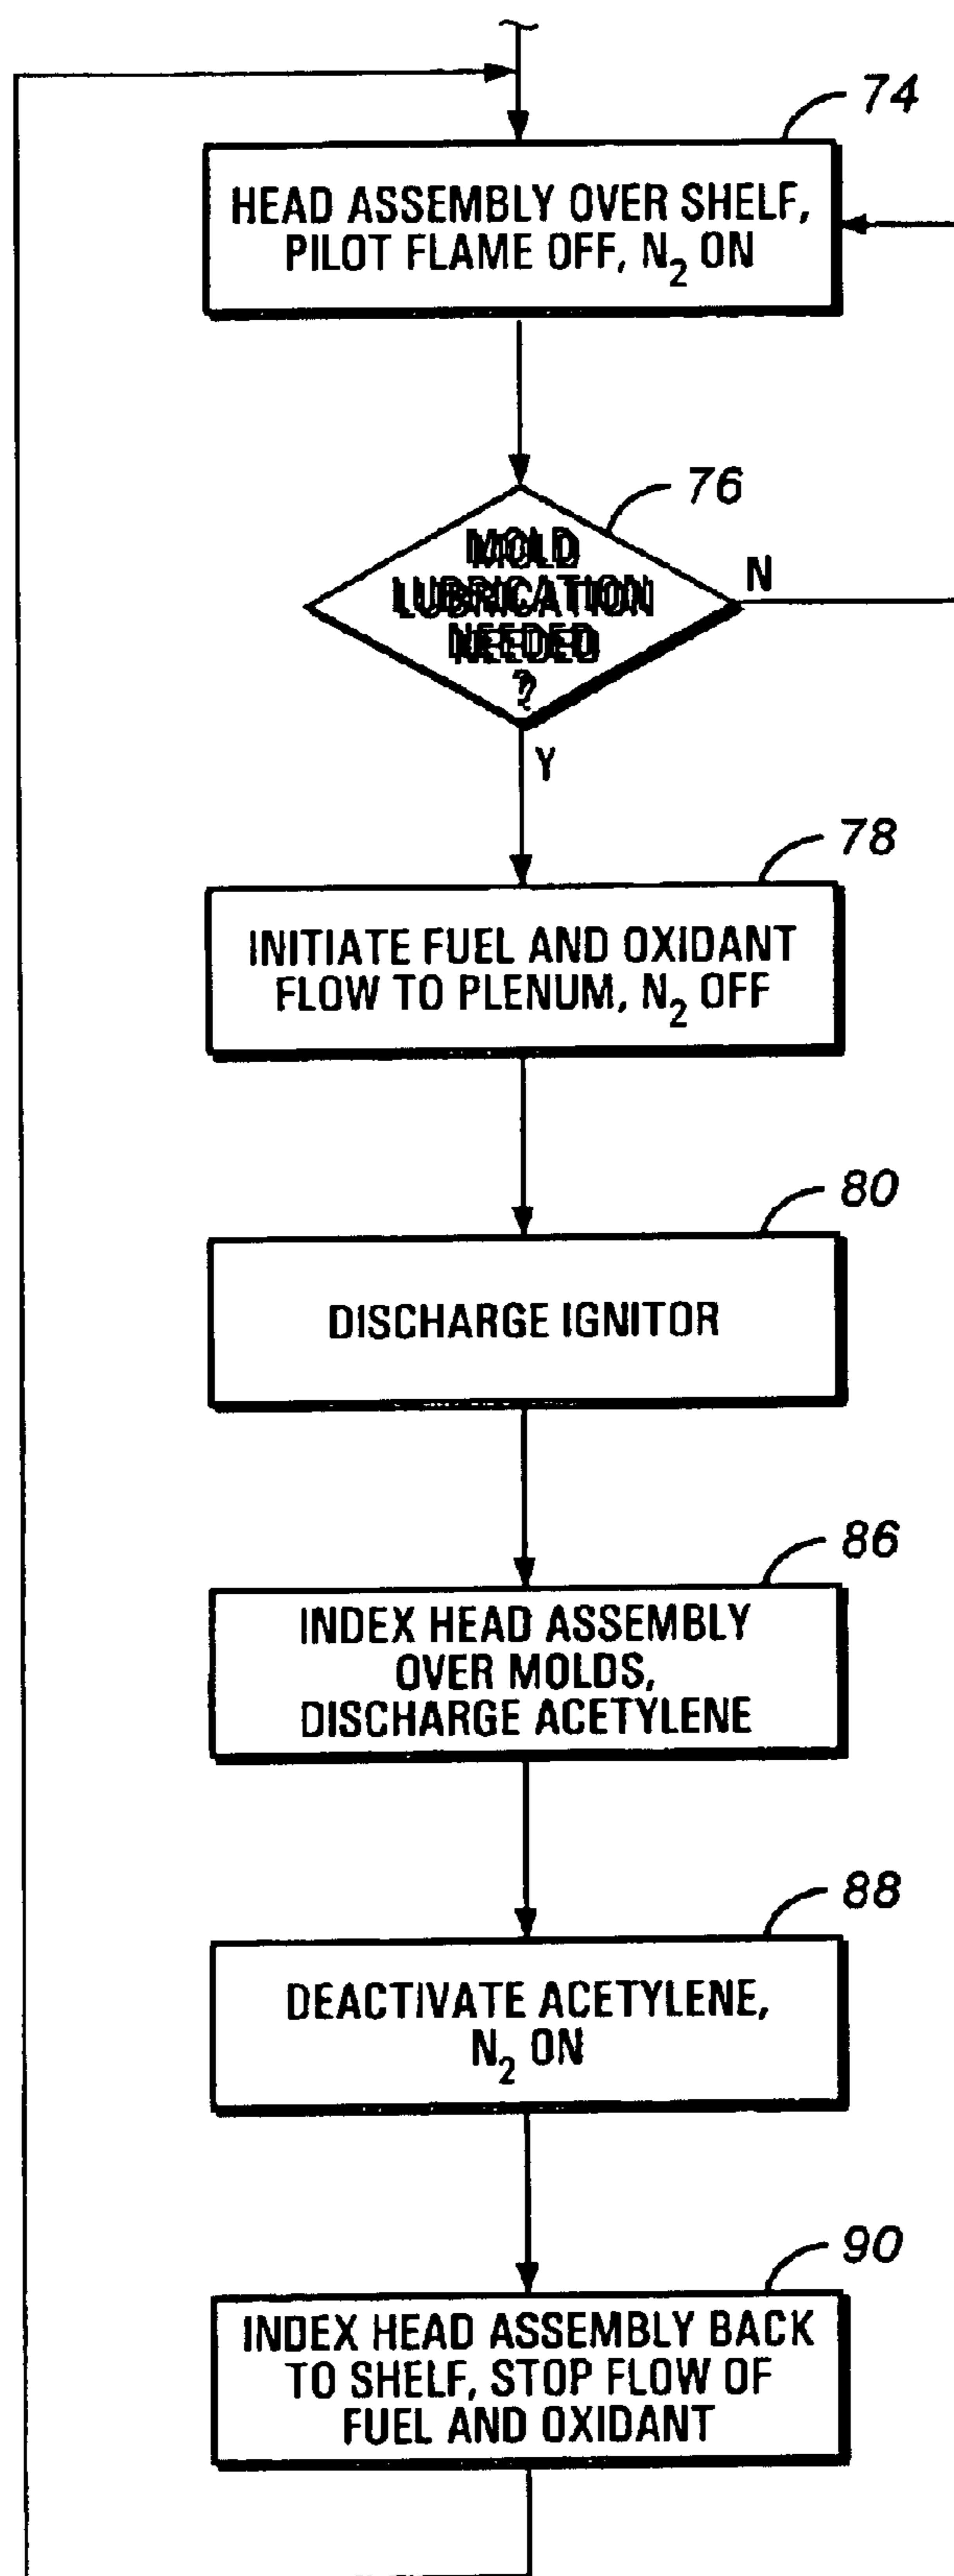 74
HEAD ASSEMBLY OVER SHELF,
PILOT FLAME OFF, N₂ ON
76
MOLD
LUBRICATION
NEEDED
?
N
Y
78
INITIATE FUEL AND OXIDANT
FLOW TO PLENUM, N₂ OFF
80
DISCHARGE IGNITOR
86
INDEX HEAD ASSEMBLY
OVER MOLDS,
DISCHARGE ACETYLENE
88
DEACTIVATE ACETYLENE,
N₂ ON
90
INDEX HEAD ASSEMBLY BACK
TO SHELF, STOP FLOW OF
FUEL AND OXIDANT